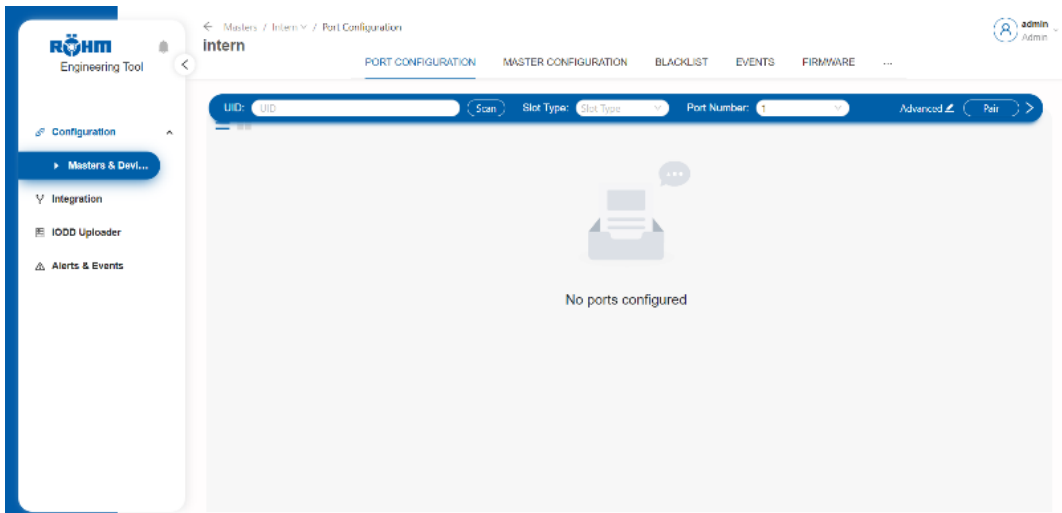 RÖHM
Engineering Tool
Configuration
Masters & Devi...
Integration
IODD Uploader
Alerts & Events
Masters / Intern / Port Configuration
intern
admin
Admin
PORT CONFIGURATION MASTER CONFIGURATION BLACKLIST EVENTS FIRMWARE ...
UID: UID Scan Slot Type: Slot Type Port Number: 1 Advanced Pair
No ports configured